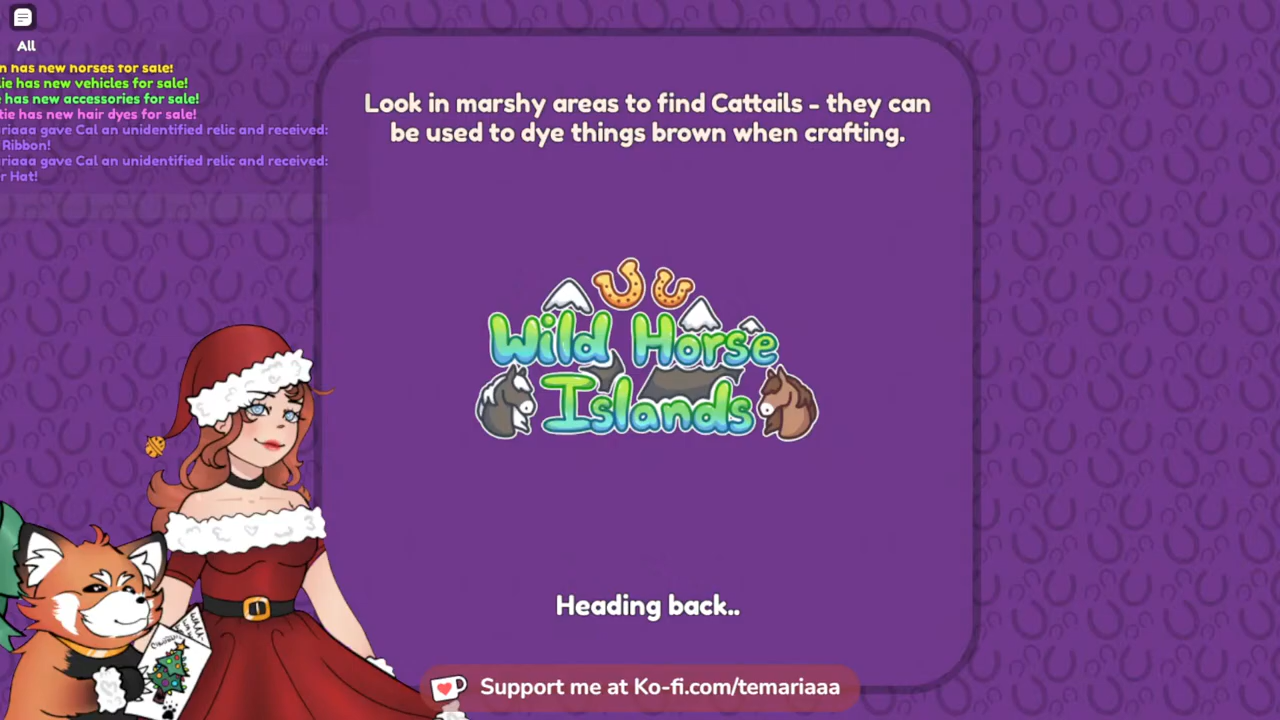 All
has new horses for sale!
has new vehicles for sale!
has new accessories for sale!
has new hair dyes for sale!
riaaa gave Cal an unidentified relic and received:
Ribbon!
riaaa gave Cal an unidentified relic and received:
Hat!
Look in marshy areas to find Cattails - they can
be used to dye things brown when crafting.
Wild Horse
Islands
Heading back..
Support me at Ko-fi.com/temariaaa